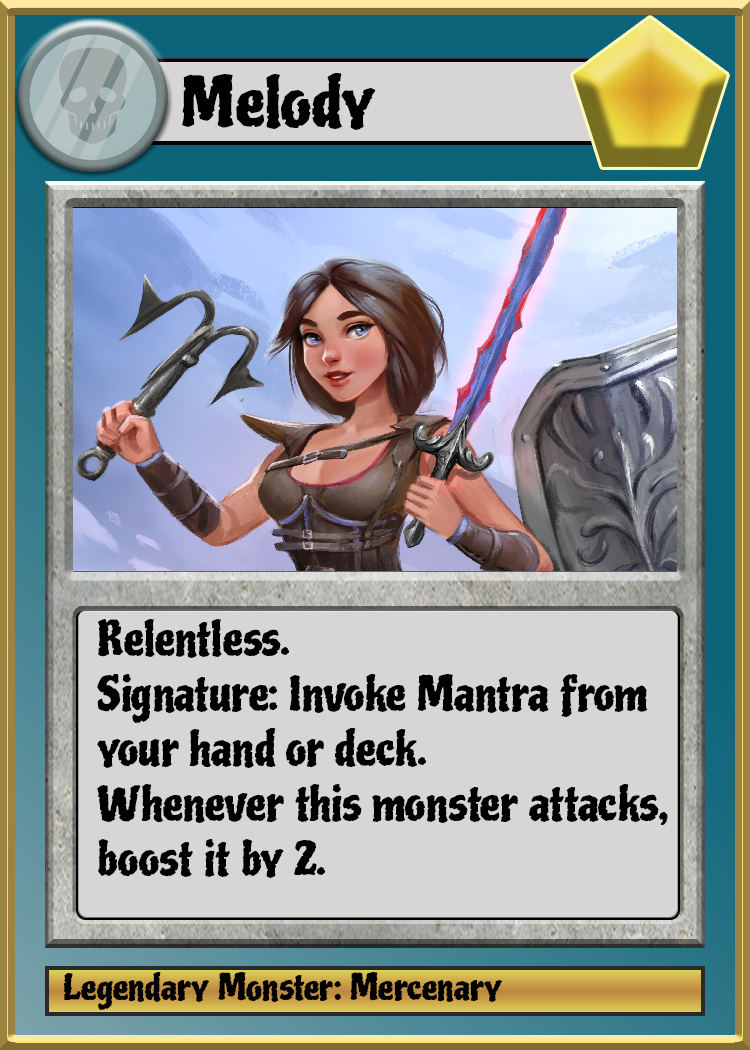 Melody
Relentless.
Signature: Invoke Mantra from
your hand or deck.
Whenever this monster attacks,
boost it by 2.
Legendary Monster: Mercenary